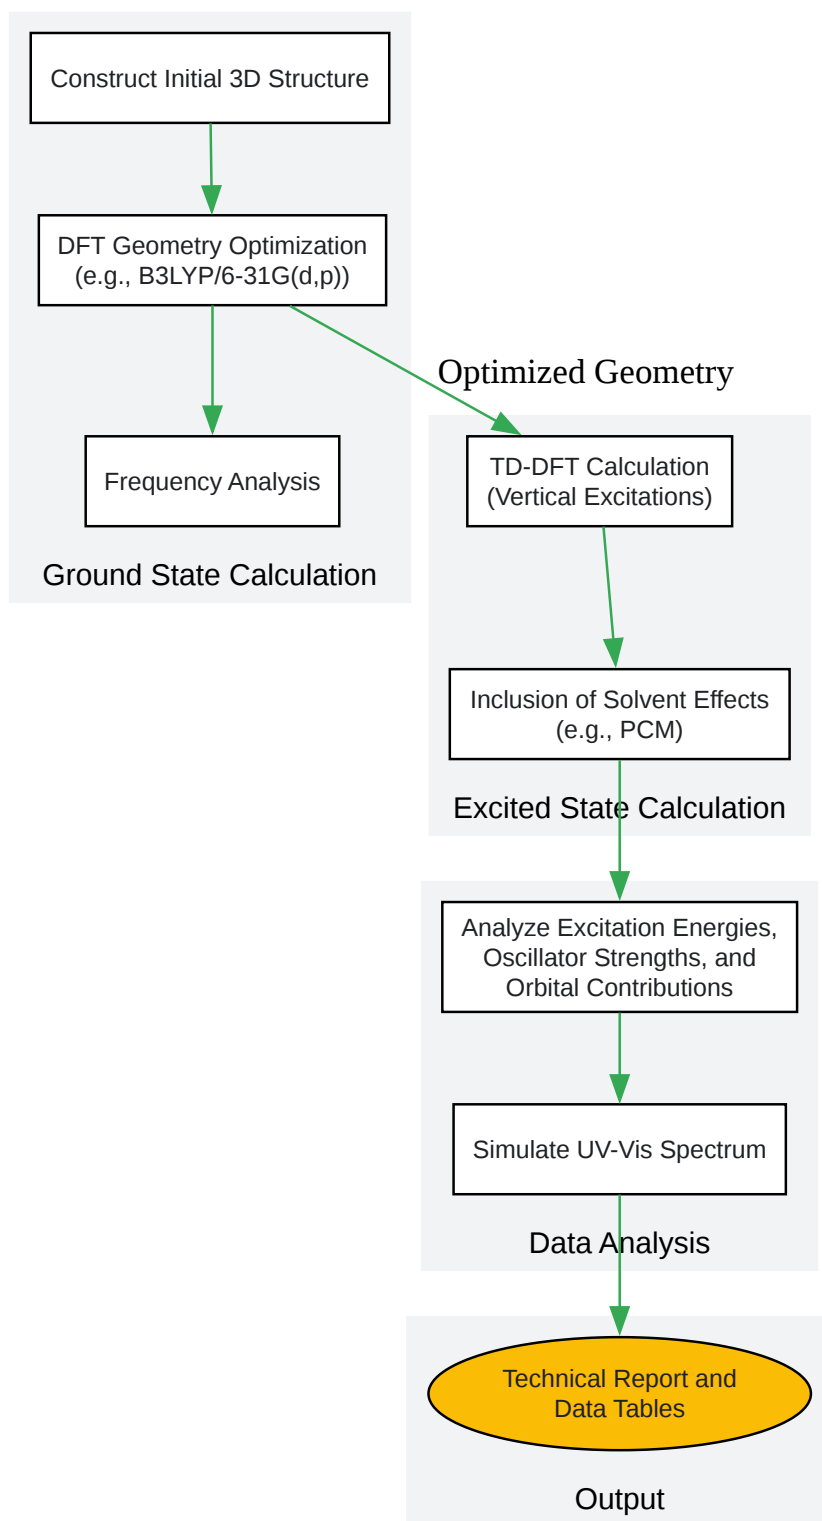 Construct Initial 3D Structure
DFT Geometry Optimization
(e.g., B3LYP/6-31G(d,p))
Optimized Geometry
Frequency Analysis
Ground State Calculation
TD-DFT Calculation
(Vertical Excitations)
Inclusion of Solvent Effects
(e.g., PCM)
Excited State Calculation
Analyze Excitation Energies,
Oscillator Strengths, and
Orbital Contributions
Simulate UV-Vis Spectrum
Data Analysis
Technical Report and
Data Tables
Output